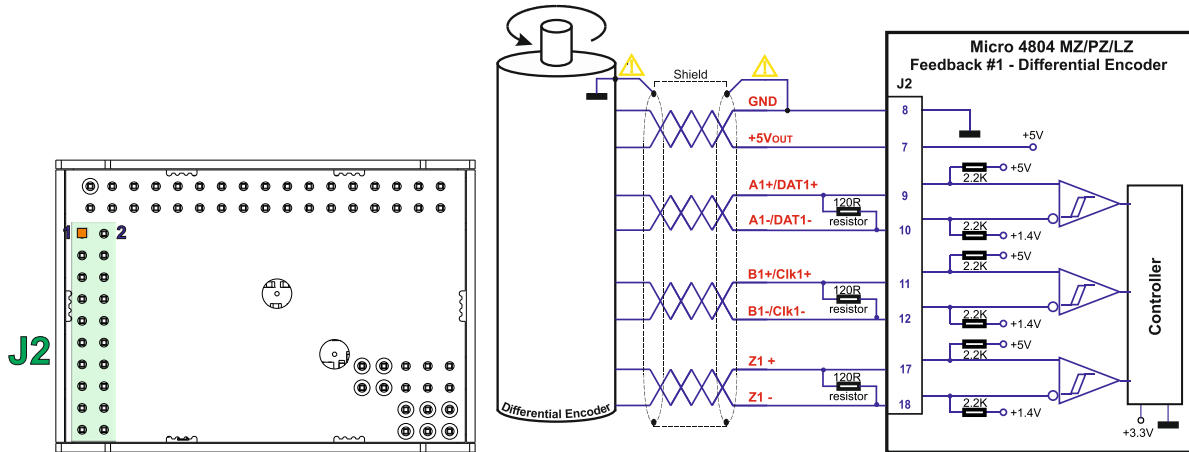 1 2
J2
Differential Encoder
Shield
GND
+5VOUT
A1+/DAT1+
A1-/DAT1-
120R
resistor
B1+/Clk1+
B1-/Clk1-
120R
resistor
Z1 +
Z1 -
120R
resistor
Micro 4804 MZ/PZ/LZ
Feedback #1 - Differential Encoder
J2
8
7
+5V
9
+5V
2.2K
10
2.2K
+1.4V
11
+5V
2.2K
12
2.2K
+1.4V
17
+5V
2.2K
18
2.2K
+1.4V
Controller
+3.3V